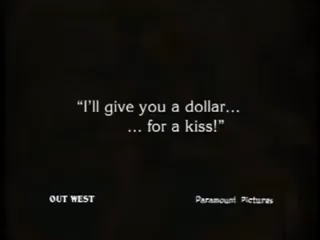 “I’ll give you a dollar...
... for a kiss!”
OUT WEST
Paramount Pictures